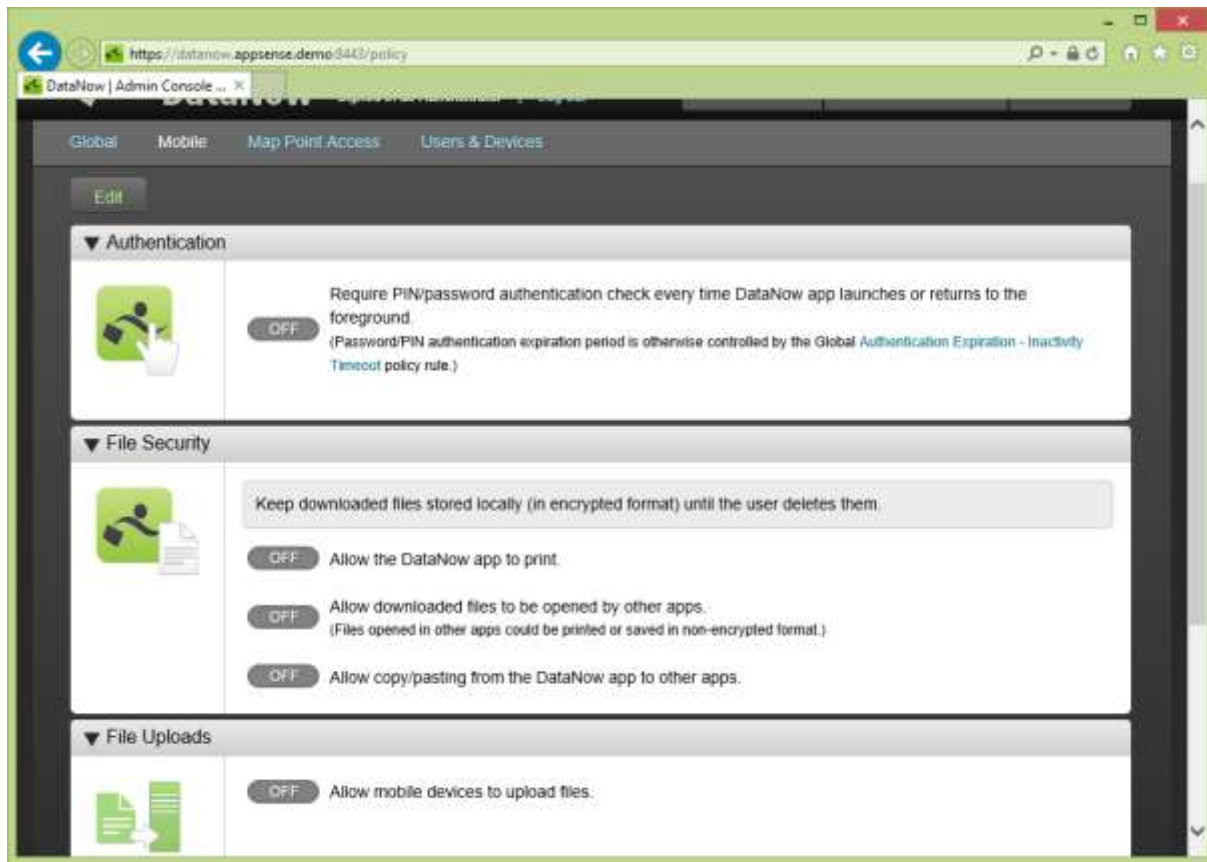 https://datanow.appsense.demo:9443/policy
DataNow | Admin Console ...
DataNow
Global Mobile Map Point Access Users & Devices
Edit
Authentication
OFF
Require PIN/password authentication check every time DataNow app launches or returns to the
foreground.
(Password/PIN authentication expiration period is otherwise controlled by the Global Authentication Expiration - Inactivity
Timeout policy rule.)
File Security
Keep downloaded files stored locally (in encrypted format) until the user deletes them.
OFF Allow the DataNow app to print.
OFF Allow downloaded files to be opened by other apps.
(Files opened in other apps could be printed or saved in non-encrypted format.)
OFF Allow copy/pasting from the DataNow app to other apps.
File Uploads
OFF Allow mobile devices to upload files.